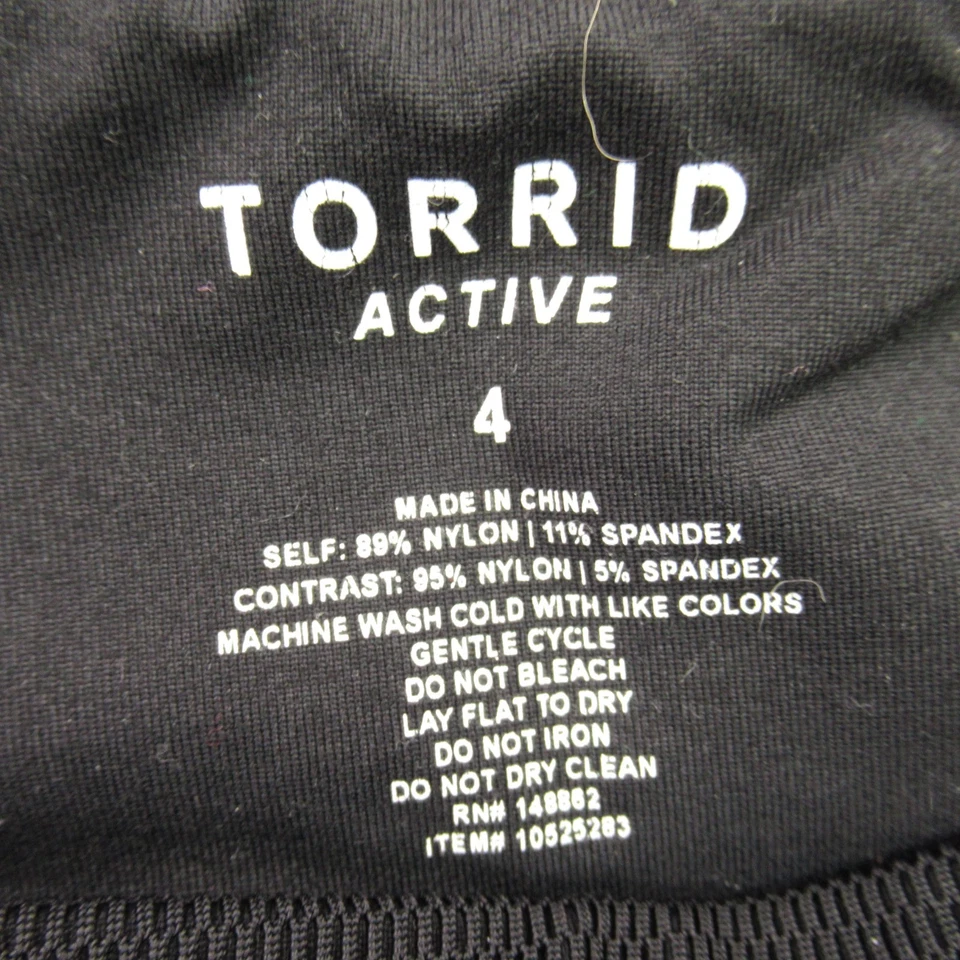 TORRID
ACTIVE
4
MADE IN CHINA
SELF: 89% NYLON | 11% SPANDEX
CONTRAST: 95% NYLON | 5% SPANDEX
MACHINE WASH COLD WITH LIKE COLORS
GENTLE CYCLE
DO NOT BLEACH
LAY FLAT TO DRY
DO NOT IRON
DO NOT DRY CLEAN
RN# 148862
ITEM# 10525283